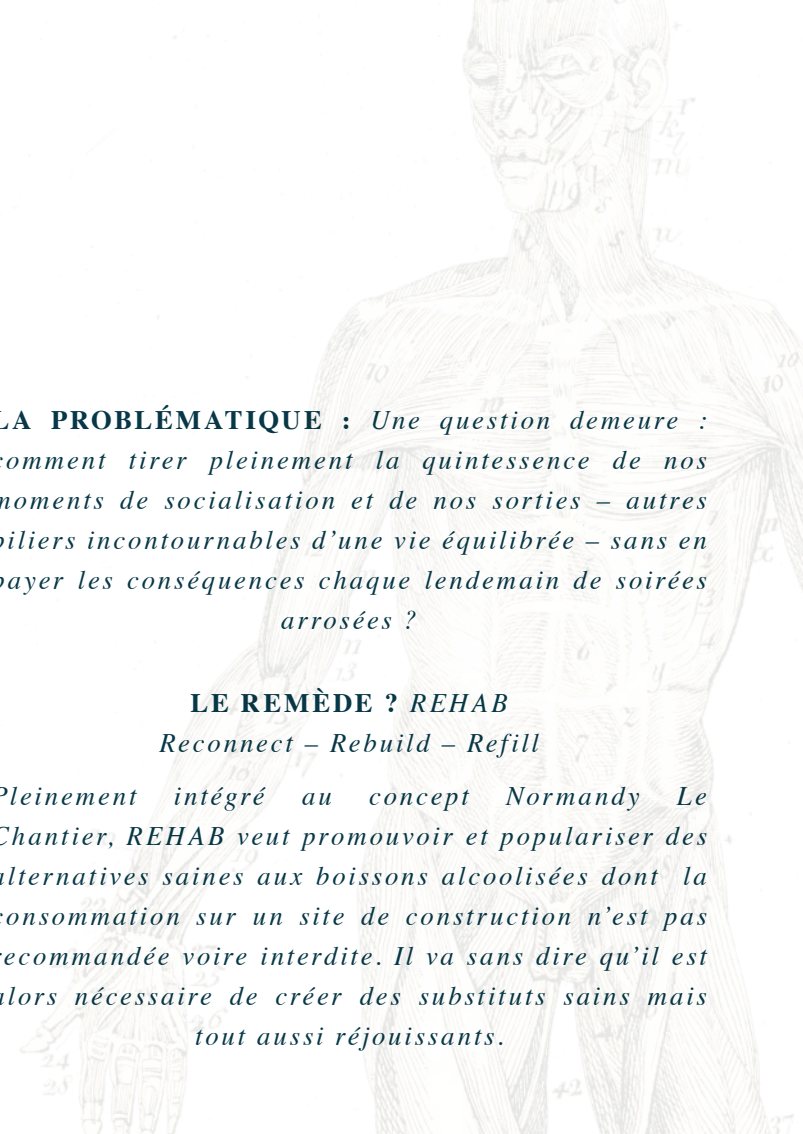 LA PROBLÉMATIQUE : Une question demeure :
comment tirer pleinement la quintessence de nos
moments de socialisation et de nos sorties – autres
piliers incontournables d’une vie équilibrée – sans en
payer les conséquences chaque lendemain de soirées
arrosées ?
LE REMÈDE ? REHAB
Reconnect – Rebuild – Refill
Pleinement intégré au concept Normandy Le
Chantier, REHAB veut promouvoir et populariser des
alternatives saines aux boissons alcoolisées dont la
consommation sur un site de construction n’est pas
recommandée voire interdite. Il va sans dire qu’il est
alors nécessaire de créer des substituts sains mais
tout aussi réjouissants.